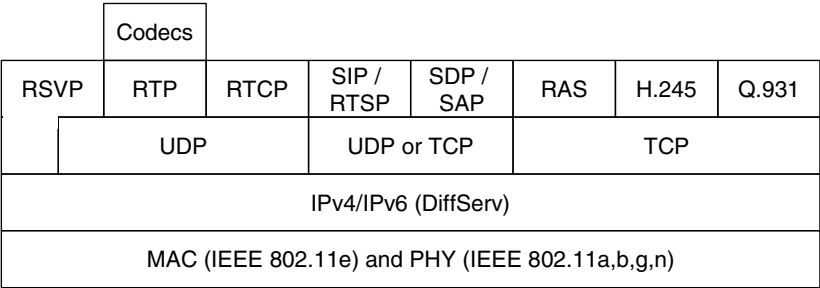 Codecs
RSVP RTP RTCP SIP / RTSP SDP / SAP RAS H.245 Q.931
UDP UDP or TCP TCP
IPv4/IPv6 (DiffServ)
MAC (IEEE 802.11e) and PHY (IEEE 802.11a,b,g,n)